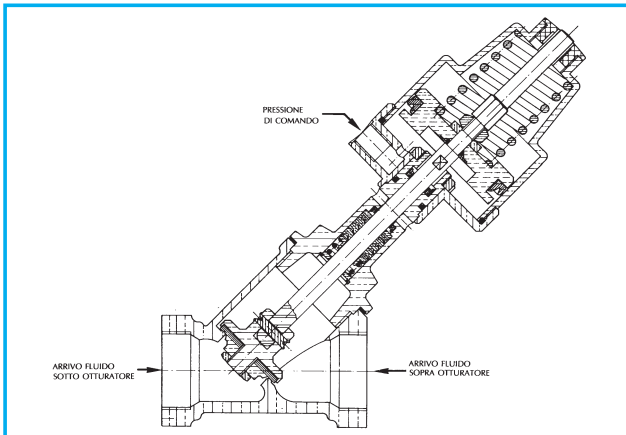 PRESSIONE
DI COMANDO
ARRIVO FLUIDO
SOTTO OTTURATORE
ARRIVO FLUIDO
SOPRA OTTURATORE